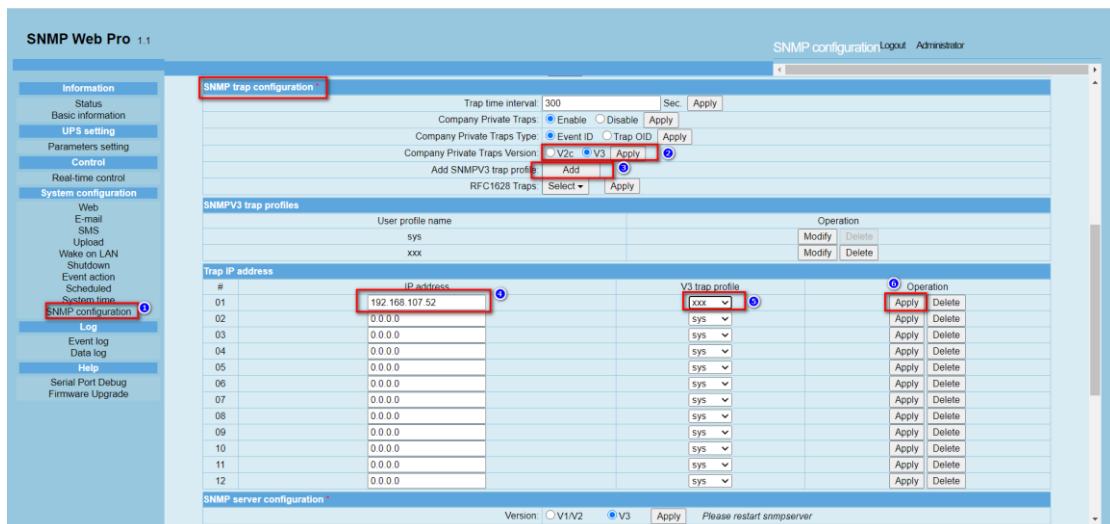 SNMP Web Pro 1.1
SNMP configuration Logout Administrator
Information
Status
Basic information
UPS setting
Parameters setting
Control
Real-time control
System configuration
Web
E-mail
SMS
Upload
Wake on LAN
Shutdown
Event action
Scheduled
System time
SNMP configuration 1
Log
Event log
Data log
Help
Serial Port Debug
Firmware Upgrade
SNMP trap configuration *
Trap time interval: 300 Sec. Apply
Company Private Traps: Enable Disable Apply
Company Private Traps Type: Event ID Trap OID Apply
Company Private Traps Version: V2c V3 Apply 2
Add SNMPV3 trap profile: Add 3
RFC1628 Traps: Select Apply
SNMPV3 trap profiles
User profile name Operation
sys Modify Delete
xxx Modify Delete
Trap IP address
# IP address 4 V3 trap profile 6 Operation
01 192.168.107.52 xxx 5 Apply Delete
02 0.0.0.0 sys Apply Delete
03 0.0.0.0 sys Apply Delete
04 0.0.0.0 sys Apply Delete
05 0.0.0.0 sys Apply Delete
06 0.0.0.0 sys Apply Delete
07 0.0.0.0 sys Apply Delete
08 0.0.0.0 sys Apply Delete
09 0.0.0.0 sys Apply Delete
10 0.0.0.0 sys Apply Delete
11 0.0.0.0 sys Apply Delete
12 0.0.0.0 sys Apply Delete
SNMP server configuration *
Version: V1/V2 V3 Apply Please restart snmpserver